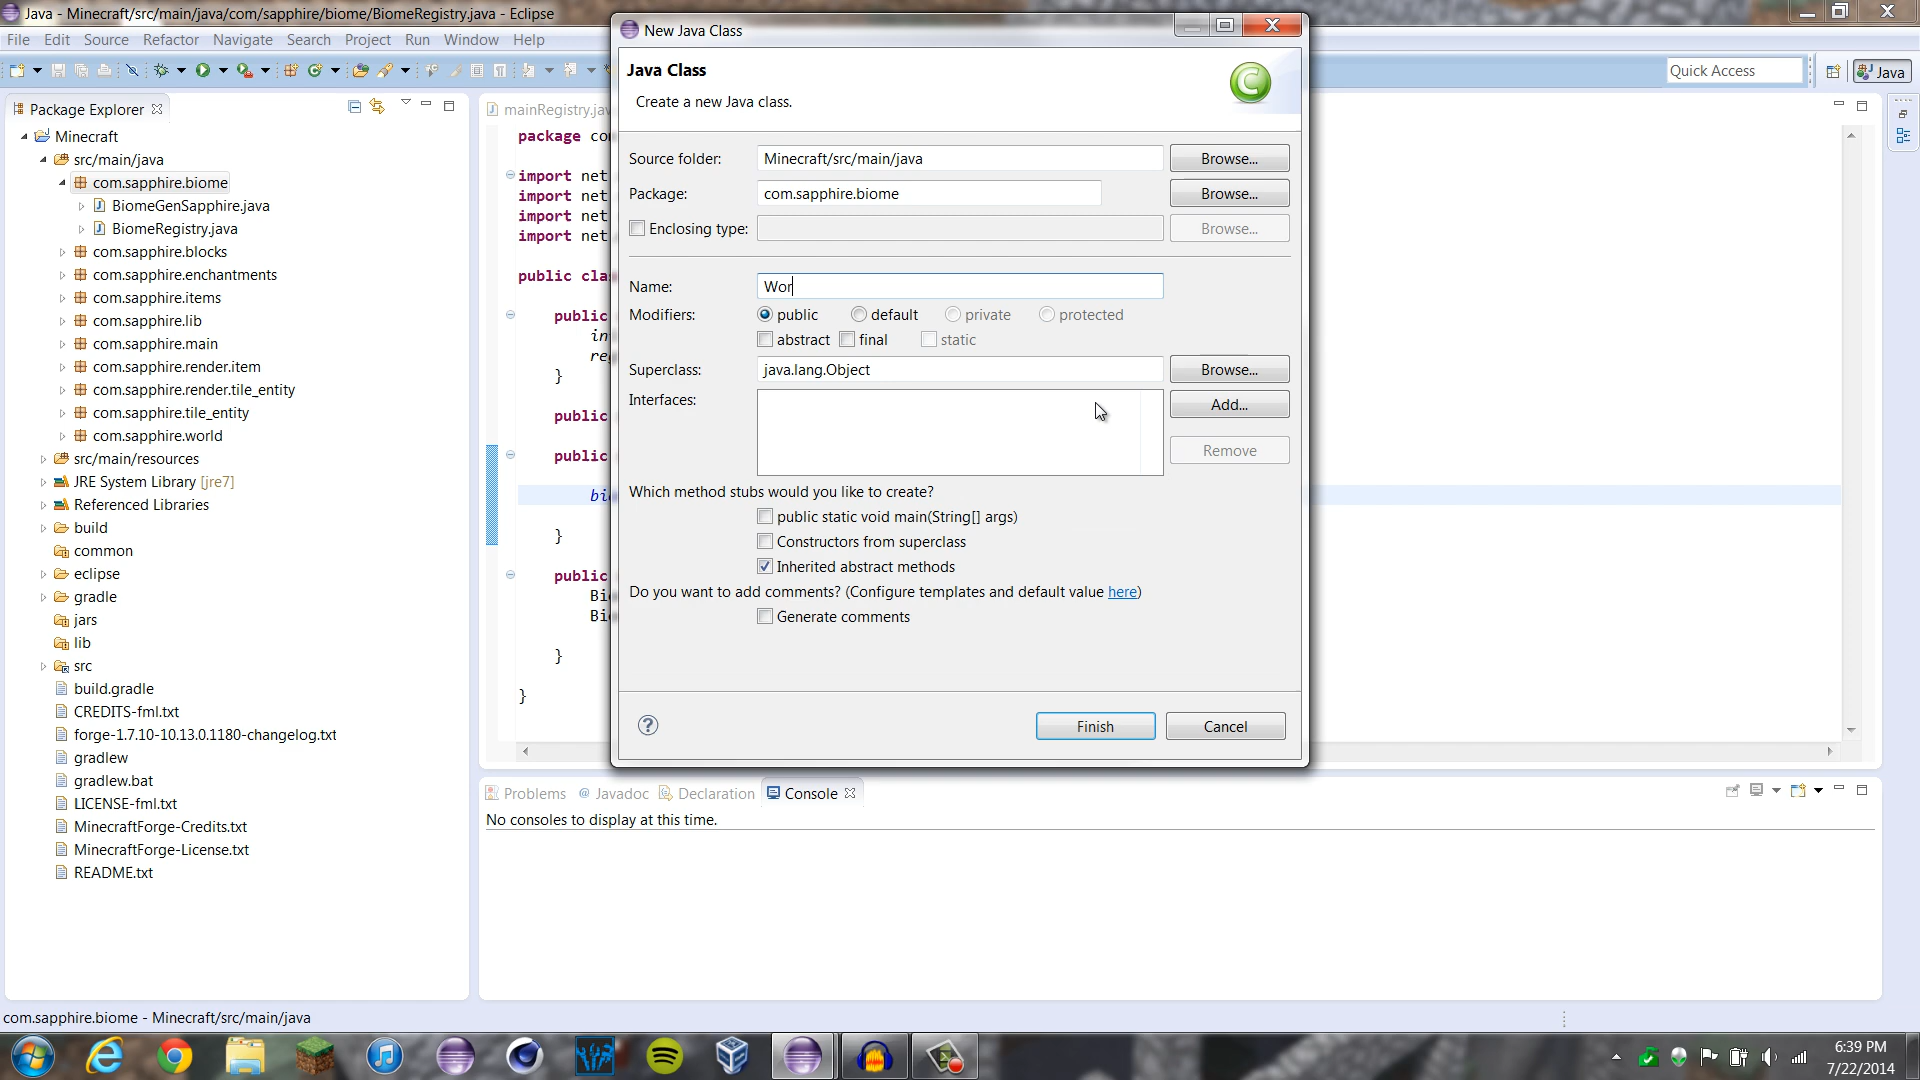 Java - Minecraft/src/main/java/com/sapphire/biome/BiomeRegistry.java - Eclipse
File Edit Source Refactor Navigate Search Project Run Window Help
Quick Access
Java
Package Explorer
Minecraft
src/main/java
com.sapphire.biome
BiomeGenSapphire.java
BiomeRegistry.java
com.sapphire.blocks
com.sapphire.enchantments
com.sapphire.items
com.sapphire.lib
com.sapphire.main
com.sapphire.render.item
com.sapphire.render.tile_entity
com.sapphire.tile_entity
com.sapphire.world
src/main/resources
JRE System Library [jre7]
Referenced Libraries
build
common
eclipse
gradle
jars
lib
src
build.gradle
CREDITS-fml.txt
forge-1.7.10-10.13.0.1180-changelog.txt
gradlew
gradlew.bat
LICENSE-fml.txt
MinecraftForge-Credits.txt
MinecraftForge-License.txt
README.txt
mainRegistry.jav
package co
import net
import net
import net
import net
public cla
public
in
re
}
public
public
bi
}
public
Bi
Bi
}
}
New Java Class
Java Class
Create a new Java class.
Source folder: Minecraft/src/main/java Browse...
Package: com.sapphire.biome Browse...
Enclosing type: Browse...
Name: Wor
Modifiers: public default private protected
abstract final static
Superclass: java.lang.Object Browse...
Interfaces: Add...
Remove
Which method stubs would you like to create?
public static void main(String[] args)
Constructors from superclass
Inherited abstract methods
Do you want to add comments? (Configure templates and default value here)
Generate comments
Finish Cancel
Problems @ Javadoc Declaration Console
No consoles to display at this time.
com.sapphire.biome - Minecraft/src/main/java
6:39 PM
7/22/2014